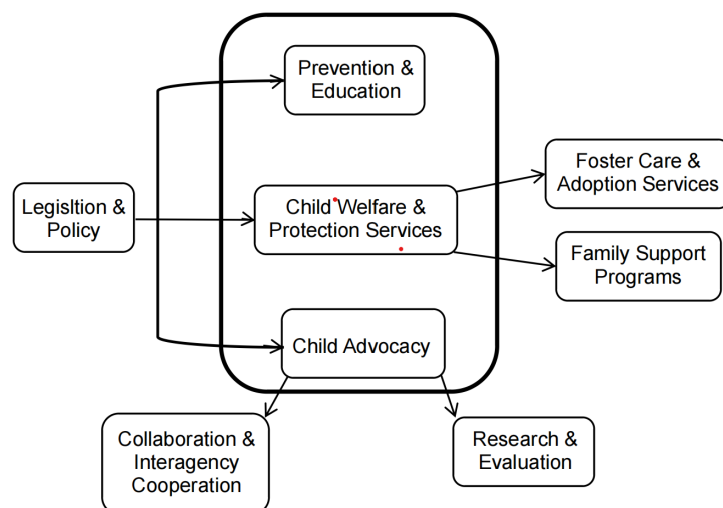 Prevention &
Education
Foster Care &
Adoption Services
Legisltion &
Policy
Child Welfare &
Protection Services
Family Support
Programs
Child Advocacy
Collaboration &
Interagency
Cooperation
Research &
Evaluation